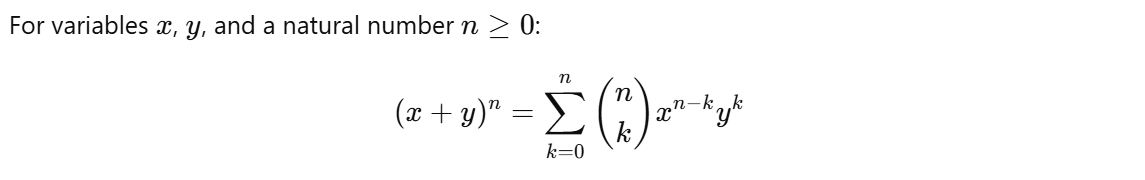 For variables x, y, and a natural number n ≥ 0:
(x + y)^n = \sum_{k=0}^{n} \binom{n}{k} x^{n-k} y^k